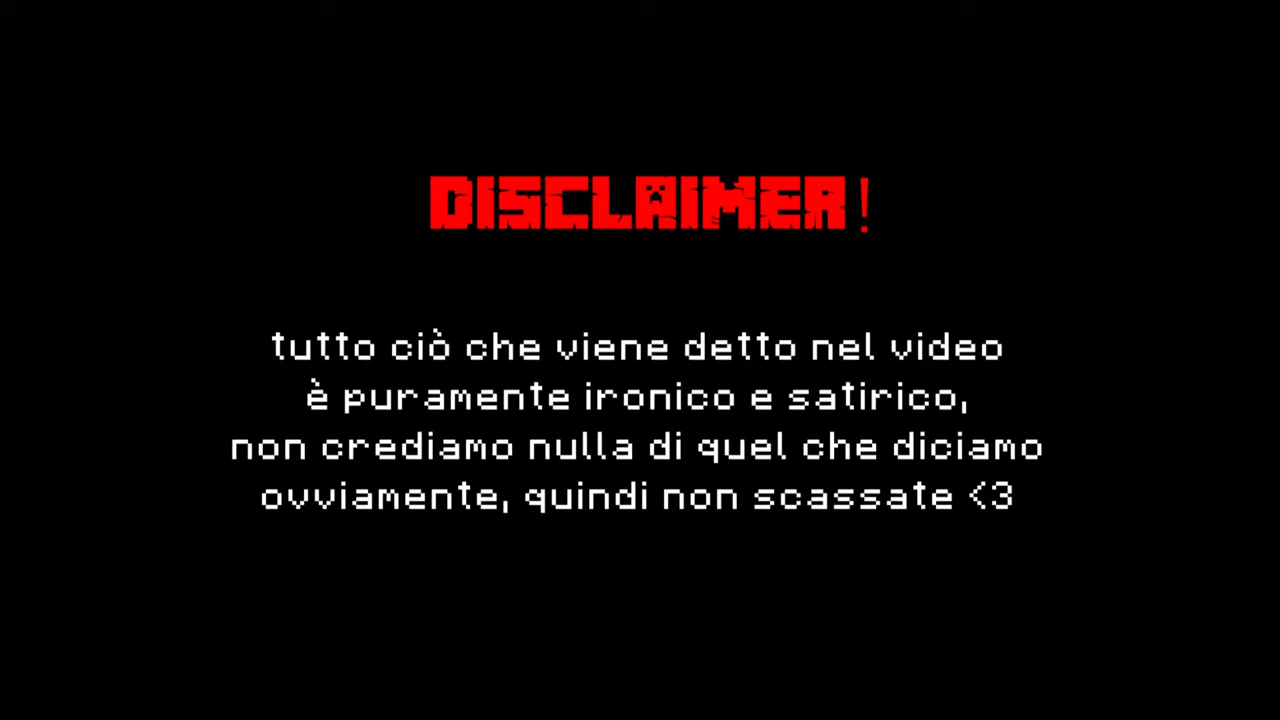 DISCLAIMER!
tutto ciò che viene detto nel video
è puramente ironico e satirico,
non crediamo nulla di quel che diciamo
ovviamente, quindi non scassate <3